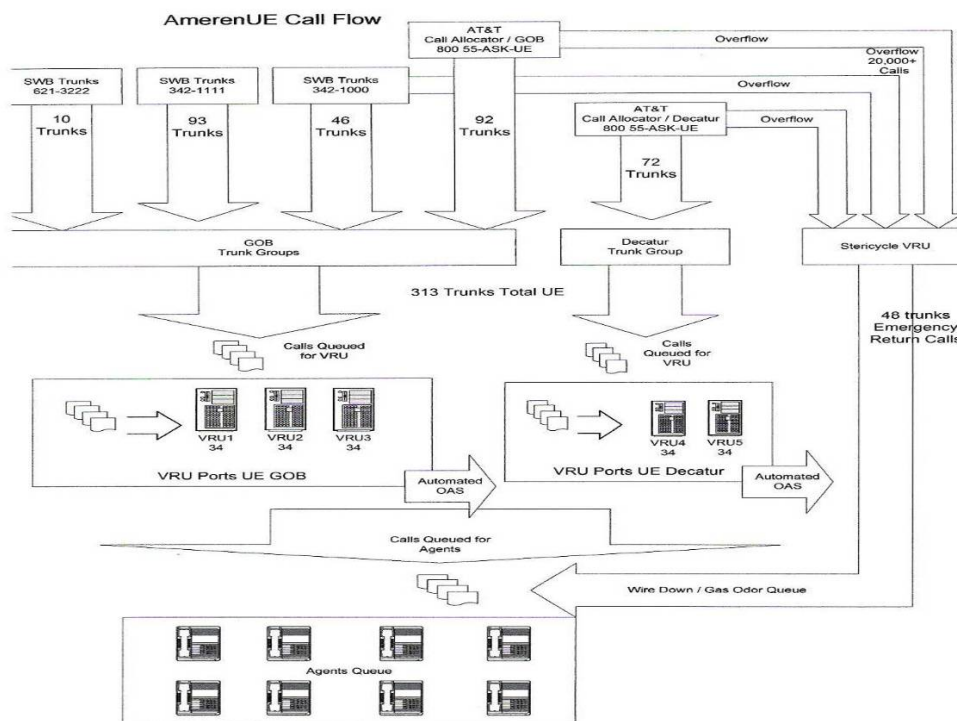 AmerenUE Call Flow
AT&T
Call Allocator / GOB
800 55-ASK-UE
Overflow
Overflow
20,000+
Calls
SWB Trunks
621-3222
SWB Trunks
342-1111
SWB Trunks
342-1000
Overflow
AT&T
Call Allocator / Decatur
800 55-ASK-UE
Overflow
10
Trunks
93
Trunks
46
Trunks
92
Trunks
72
Trunks
GOB
Trunk Groups
Decatur
Trunk Group
Stericycle VRU
313 Trunks Total UE
48 trunks
Emergency
Return Calls
Calls Queued
for VRU
Calls
Queued for
VRU
VRU1
34
VRU2
34
VRU3
34
VRU4
34
VRU5
34
VRU Ports UE GOB
VRU Ports UE Decatur
Automated
OAS
Automated
OAS
Calls Queued for
Agents
Wire Down / Gas Odor Queue
Agents Queue